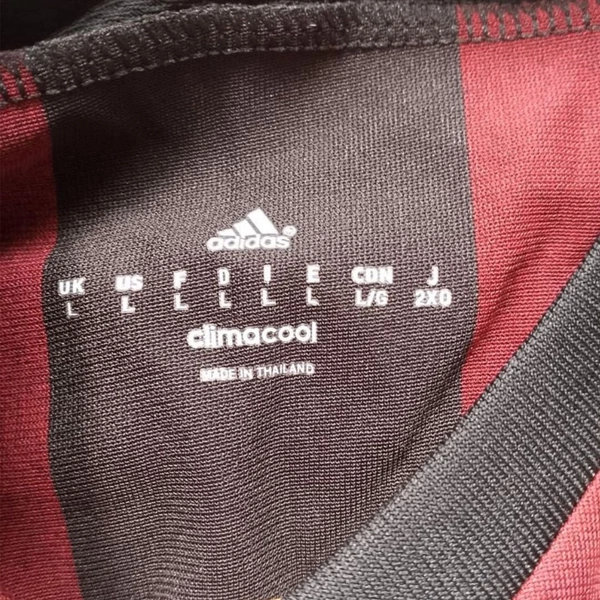 adidas®
UK US F D I E CDN J
L L L L L L L/G 2XO
climacool
MADE IN THAILAND